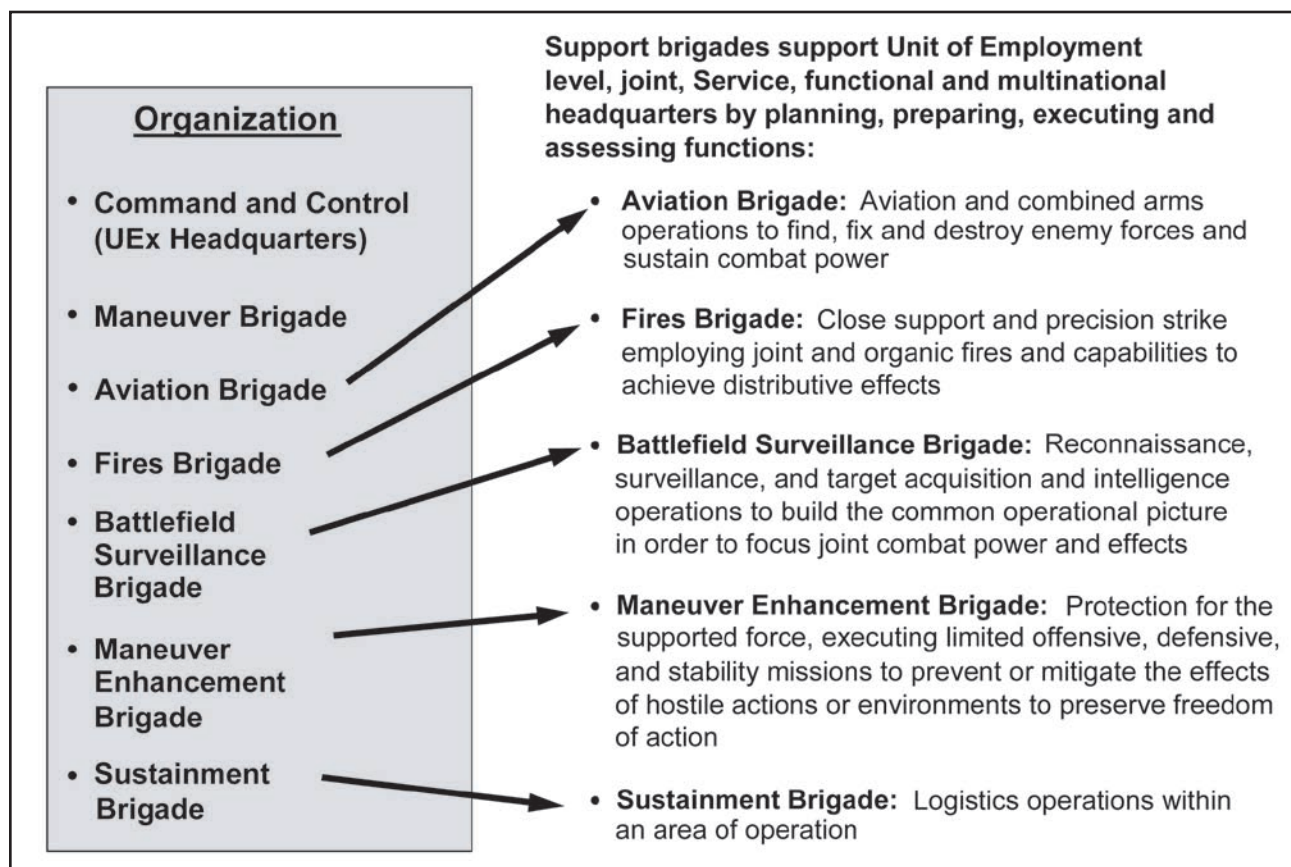 Organization
• Command and Control
(UEx Headquarters)
• Maneuver Brigade
• Aviation Brigade
• Fires Brigade
• Battlefield
Surveillance
Brigade
• Maneuver
Enhancement
Brigade
• Sustainment
Brigade
Support brigades support Unit of Employment
level, joint, Service, functional and multinational
headquarters by planning, preparing, executing and
assessing functions:
• Aviation Brigade: Aviation and combined arms
operations to find, fix and destroy enemy forces and
sustain combat power
• Fires Brigade: Close support and precision strike
employing joint and organic fires and capabilities to
achieve distributive effects
• Battlefield Surveillance Brigade: Reconnaissance,
surveillance, and target acquisition and intelligence
operations to build the common operational picture
in order to focus joint combat power and effects
• Maneuver Enhancement Brigade: Protection for the
supported force, executing limited offensive, defensive,
and stability missions to prevent or mitigate the effects
of hostile actions or environments to preserve freedom
of action
• Sustainment Brigade: Logistics operations within
an area of operation